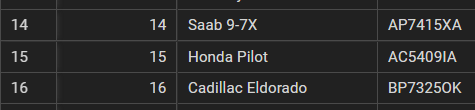 14 14 Saab 9-7X AP7415XA
15 15 Honda Pilot AC5409IA
16 16 Cadillac Eldorado BP7325OK